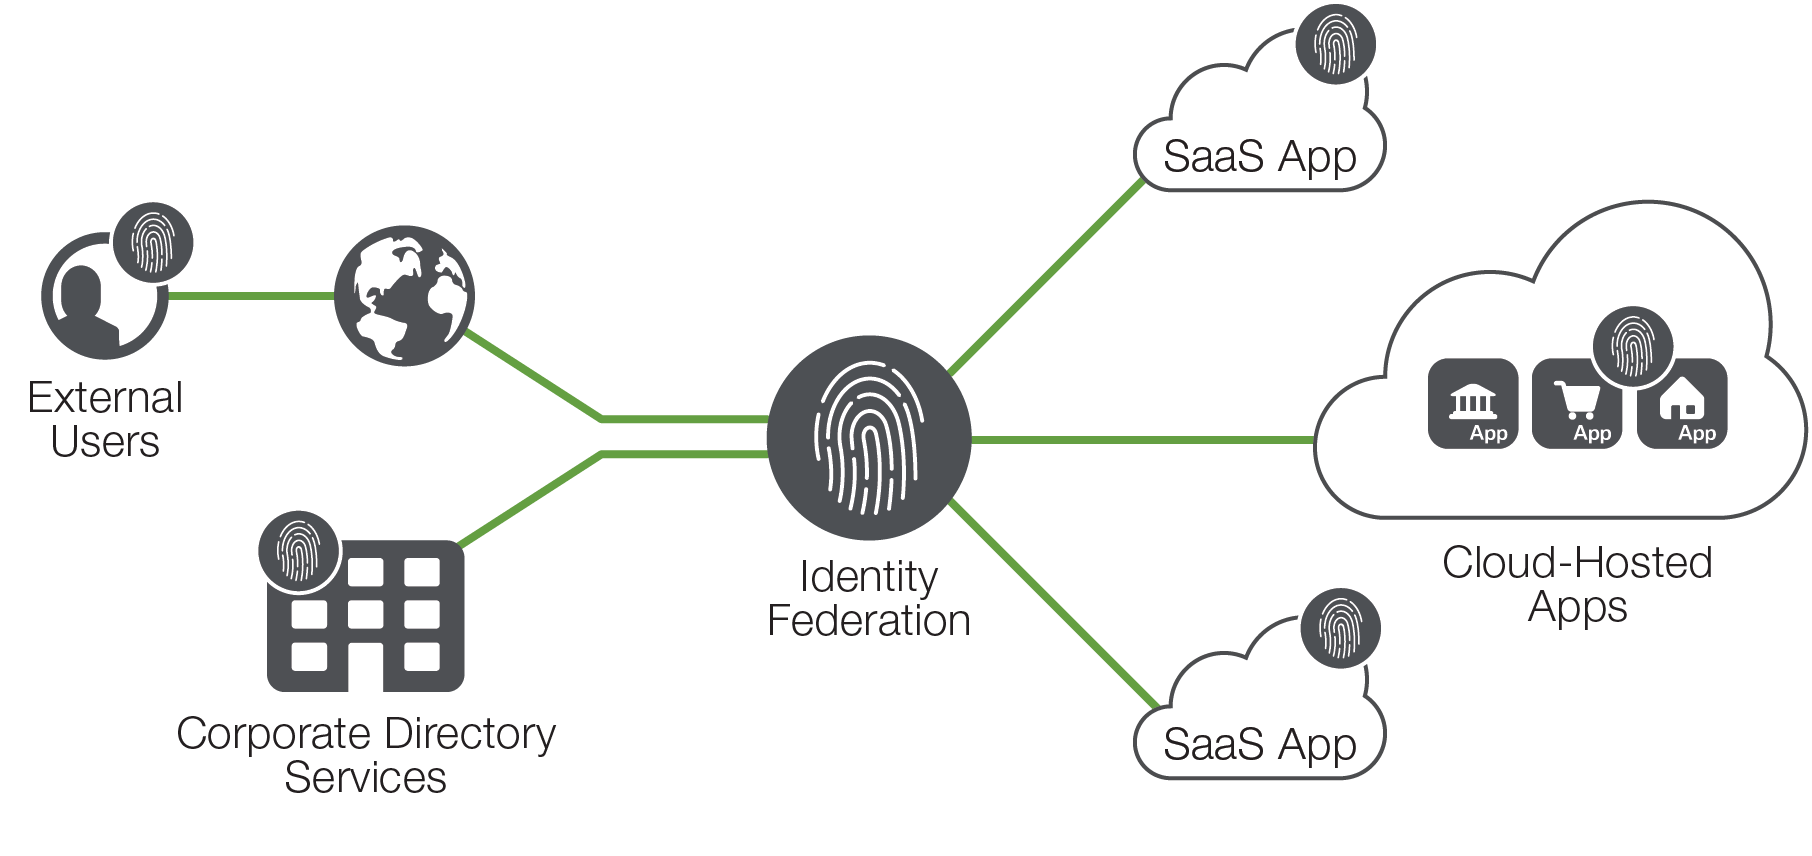 SaaS App
External
Users
App
App
App
Identity
Federation
Cloud-Hosted
Apps
Corporate Directory
Services
SaaS App